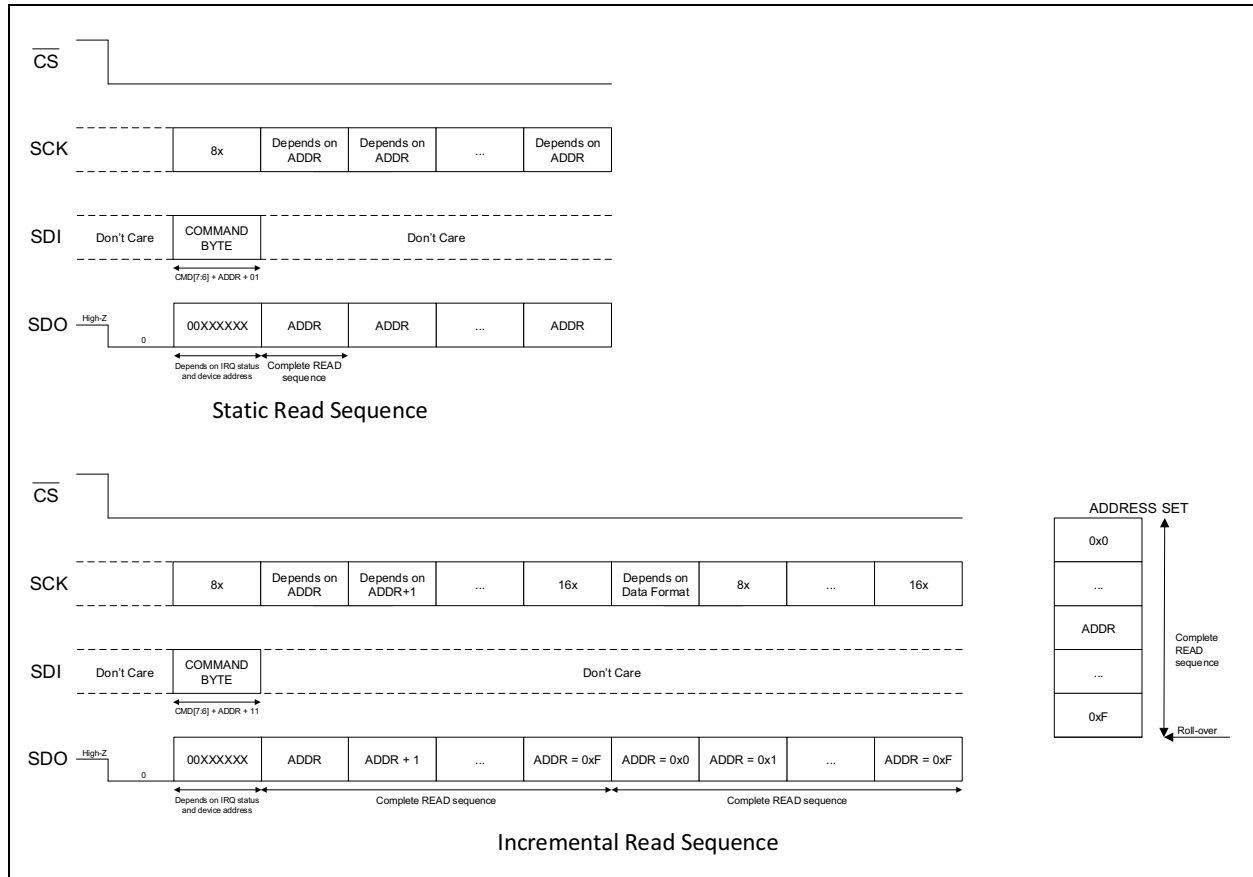 CS
SCK
8x
Depends on
ADDR
Depends on
ADDR
...
Depends on
ADDR
SDI
Don't Care
COMMAND
BYTE
Don't Care
CMD[7:6] + ADDR + 01
SDO
High-Z
0
00XXXXXX
ADDR
ADDR
...
ADDR
Depends on IRQ status
and device address
Complete READ
sequence
Static Read Sequence
CS
SCK
8x
Depends on
ADDR
Depends on
ADDR+1
...
16x
Depends on
Data Format
8x
...
16x
SDI
Don't Care
COMMAND
BYTE
Don't Care
CMD[7:6] + ADDR + 11
SDO
High-Z
0
00XXXXXX
ADDR
ADDR + 1
...
ADDR = 0xF
ADDR = 0x0
ADDR = 0x1
...
ADDR = 0xF
Depends on IRQ status
and device address
Complete READ sequence
Complete READ sequence
Incremental Read Sequence
ADDRESS SET
0x0
...
ADDR
...
0xF
Complete
READ
sequence
Roll-over